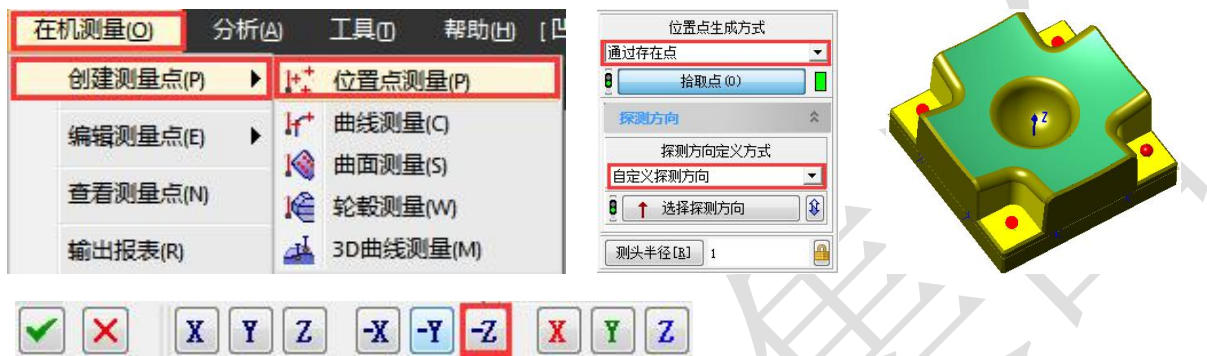 在机测量(O) 分析(A) 工具(T) 帮助(H) [凹
创建测量点(P)
编辑测量点(E)
查看测量点(N)
输出报表(R)
位置点测量(P)
曲线测量(C)
曲面测量(S)
轮毂测量(W)
3D曲线测量(M)
位置点生成方式
通过存在点
拾取点(O)
探测方向
探测方向定义方式
自定义探测方向
选择探测方向
测头半径[R] 1
Z
X Y Z -X -Y -Z X Y Z